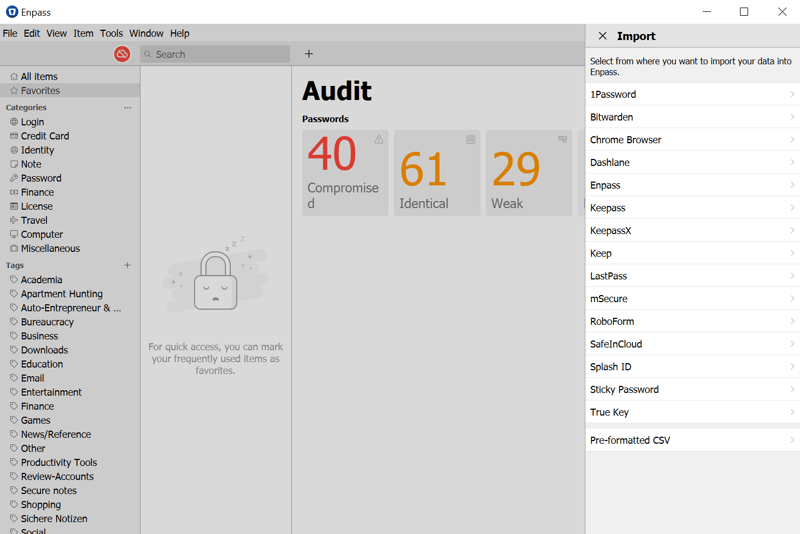 Enpass
File Edit View Item Tools Window Help
Search
All items
Favorites
Categories
Login
Credit Card
Identity
Note
Password
Finance
License
Travel
Computer
Miscellaneous
Tags
Academia
Apartment Hunting
Auto-Entrepreneur & ...
Bureaucracy
Business
Downloads
Education
Email
Entertainment
Finance
Games
News/Reference
Other
Productivity Tools
Review-Accounts
Secure notes
Shopping
Sichere Notizen
Social
z z z
For quick access, you can mark
your frequently used items as
favorites.
Audit
Passwords
40
Compromise
d
61
Identical
29
Weak
Import
Select from where you want to import your data into
Enpass.
1Password
Bitwarden
Chrome Browser
Dashlane
Enpass
Keepass
KeepassX
Keep
LastPass
mSecure
RoboForm
SafeInCloud
Splash ID
Sticky Password
True Key
Pre-formatted CSV